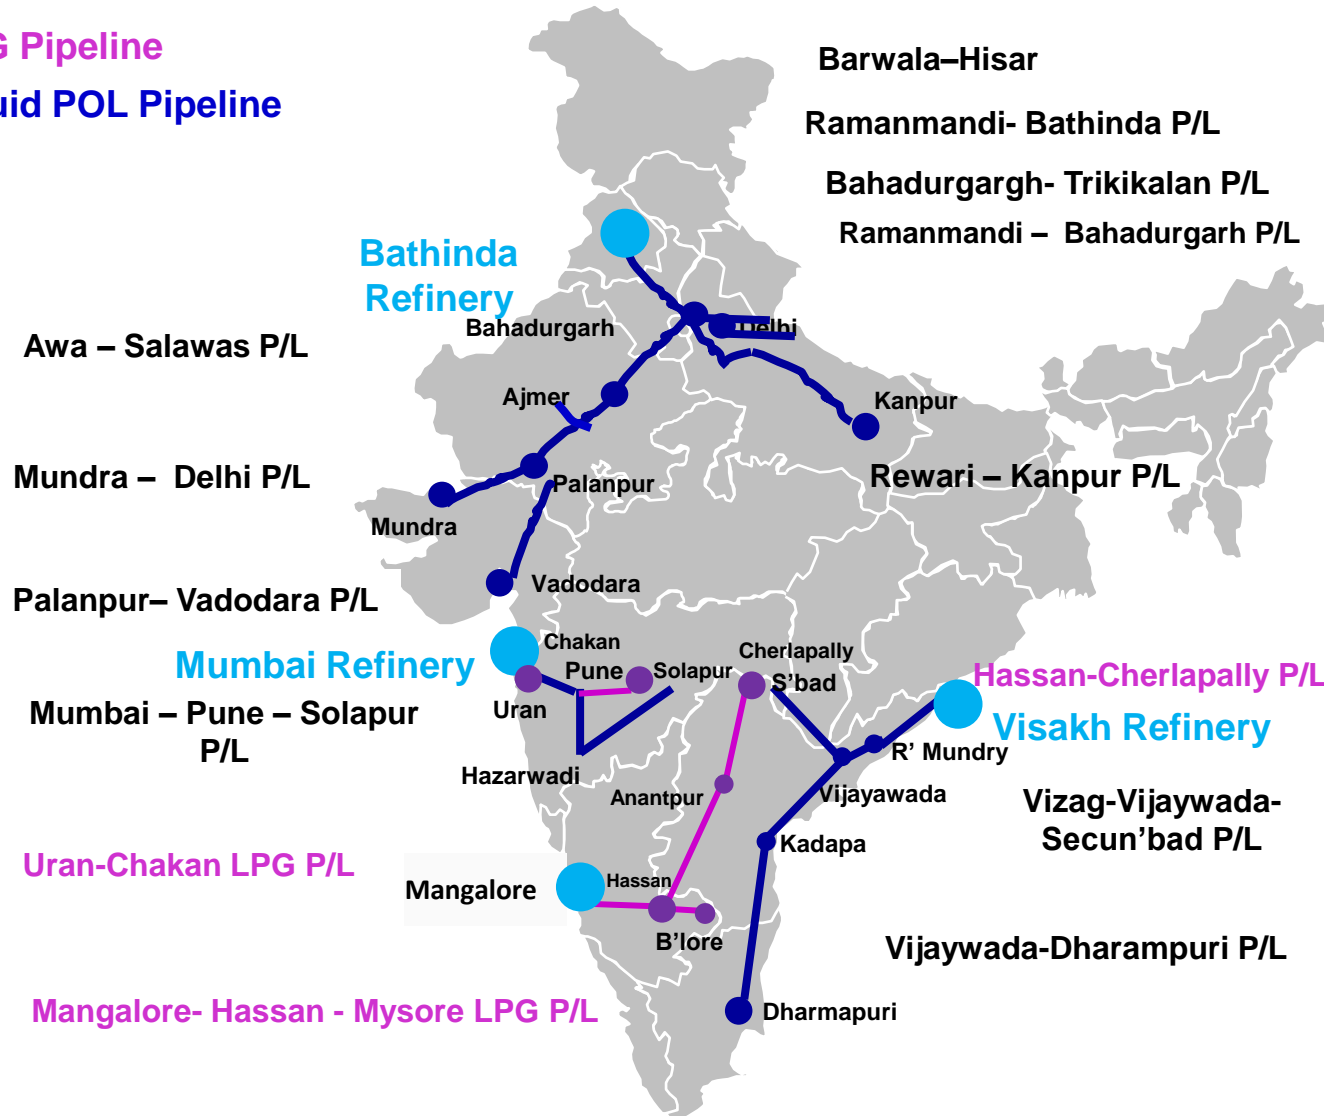 G Pipeline
uid POL Pipeline
Barwala–Hisar
Ramanmandi- Bathinda P/L
Bahadurgargh- Trikikalan P/L
Ramanmandi – Bahadurgarh P/L
Bathinda
Refinery
Bahadurgarh
Delhi
Awa – Salawas P/L
Ajmer
Kanpur
Mundra – Delhi P/L
Palanpur
Rewari – Kanpur P/L
Mundra
Vadodara
Palanpur– Vadodara P/L
Chakan
Mumbai Refinery
Pune
Solapur
Cherlapally
S'bad
Hassan-Cherlapally P/L
Uran
Mumbai – Pune – Solapur
P/L
Visakh Refinery
R' Mundry
Hazarwadi
Anantpur
Vijayawada
Vizag-Vijaywada-
Secun'bad P/L
Kadapa
Uran-Chakan LPG P/L
Mangalore
Hassan
B'lore
Vijaywada-Dharampuri P/L
Mangalore- Hassan - Mysore LPG P/L
Dharmapuri